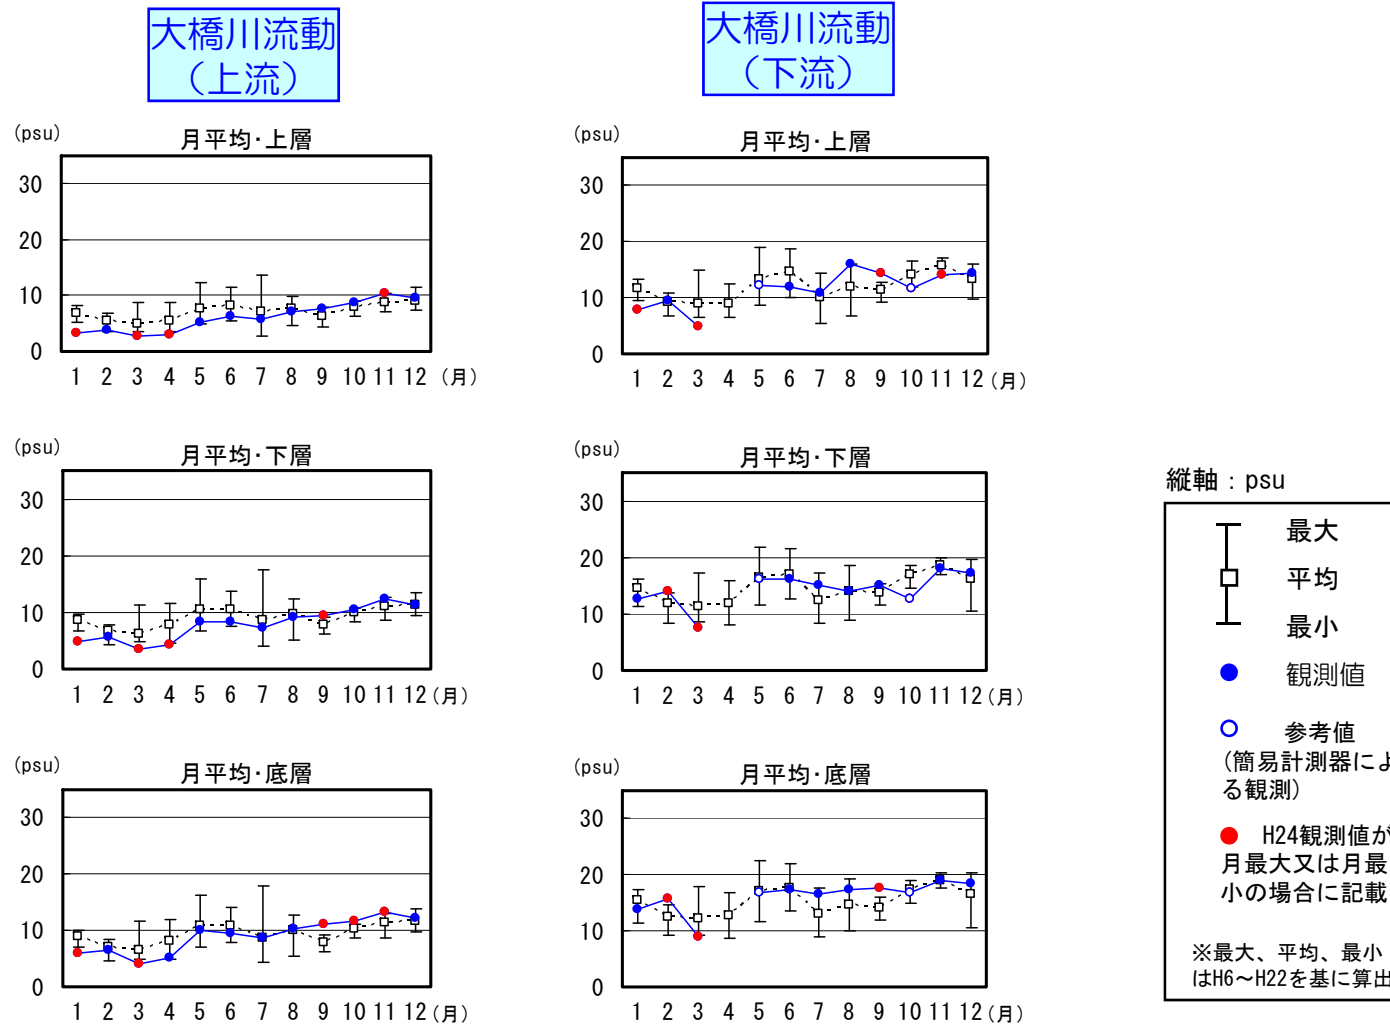 大橋川流動
（上流）
大橋川流動
（下流）
(psu)
月平均･上層
30
20
10
0
1 2 3 4 5 6 7 8 9 10 11 12 (月)
(psu)
月平均･上層
30
20
10
0
1 2 3 4 5 6 7 8 9 10 11 12 (月)
(psu)
月平均･下層
30
20
10
0
1 2 3 4 5 6 7 8 9 10 11 12 (月)
(psu)
月平均･下層
30
20
10
0
1 2 3 4 5 6 7 8 9 10 11 12 (月)
(psu)
月平均･底層
30
20
10
0
1 2 3 4 5 6 7 8 9 10 11 12 (月)
(psu)
月平均･底層
30
20
10
0
1 2 3 4 5 6 7 8 9 10 11 12 (月)
縦軸：psu
最大
平均
最小
観測値
参考値
(簡易計測器によ
る観測)
H24観測値が
月最大又は月最
小の場合に記載
※最大、平均、最小
はH6～H22を基に算出